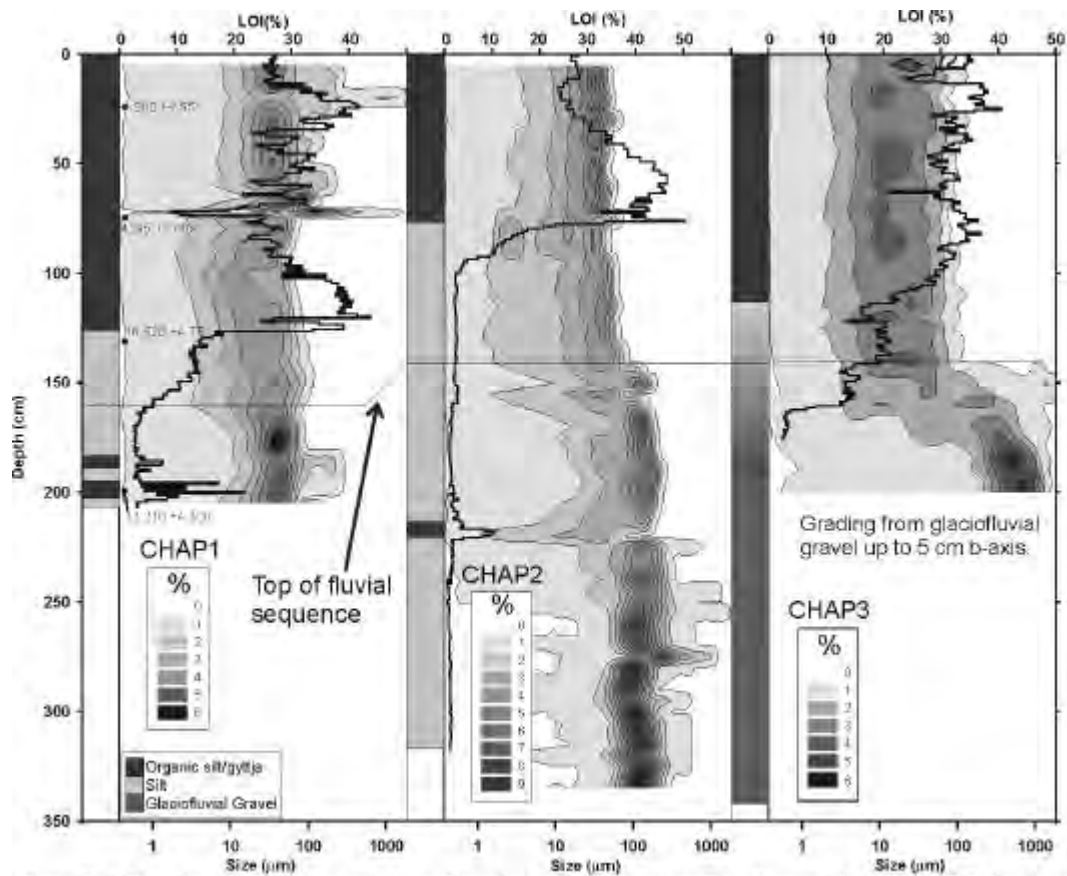 LOI(%)
LOI (%)
LOI (%)
0 10 20 30 40
0 10 20 30 40 50
0 10 20 30 40 50
0
50
100
150
200
250
300
350
Depth (cm)
CHAP1
%
0
1
2
3
4
5
6
Top of fluvial
sequence
Organic silt/gyttja
Silt
Glaciofluvial Gravel
CHAP2
%
0
1
2
3
4
5
6
7
8
9
Grading from glaciofluvial
gravel up to 5 cm b-axis.
CHAP3
%
0
1
2
3
4
5
6
1 10 100 1000
1 10 100 1000
1 10 100 1000
Size (µm)
Size (µm)
Size (µm)